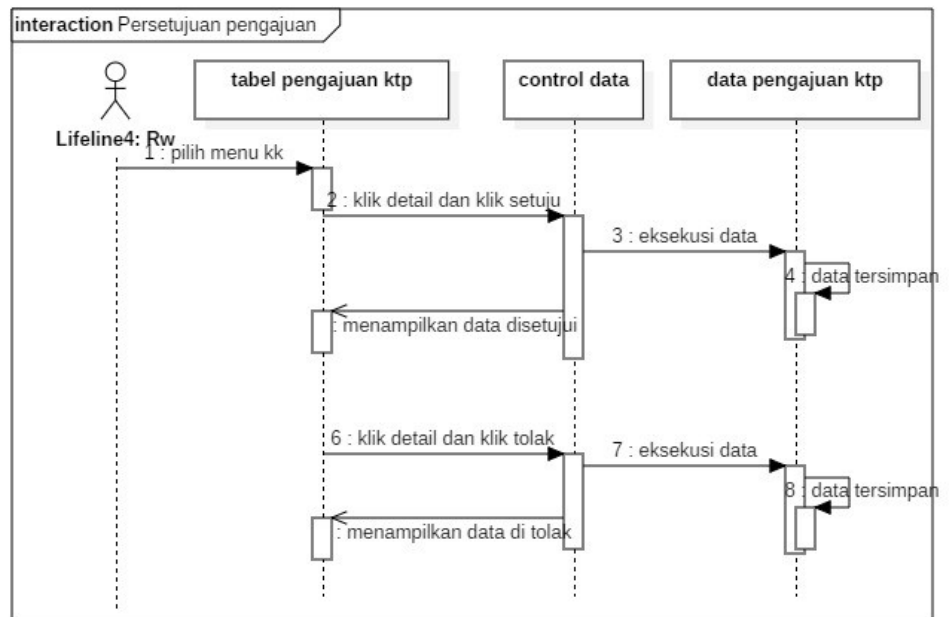 interaction Persetujuan pengajuan
tabel pengajuan ktp
control data
data pengajuan ktp
Lifeline4: Rw
1 : pilih menu kk
2 : klik detail dan klik setuju
3 : eksekusi data
4 : data tersimpan
: menampilkan data disetujui
6 : klik detail dan klik tolak
7 : eksekusi data
8 : data tersimpan
: menampilkan data di tolak